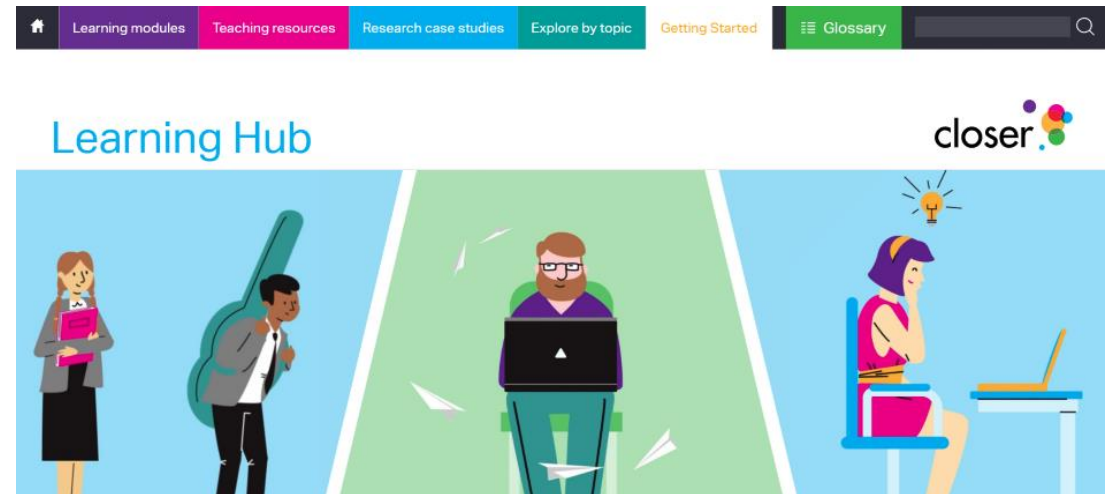 Learning modules
Teaching resources
Research case studies
Explore by topic
Getting Started
Glossary
Learning Hub
closer